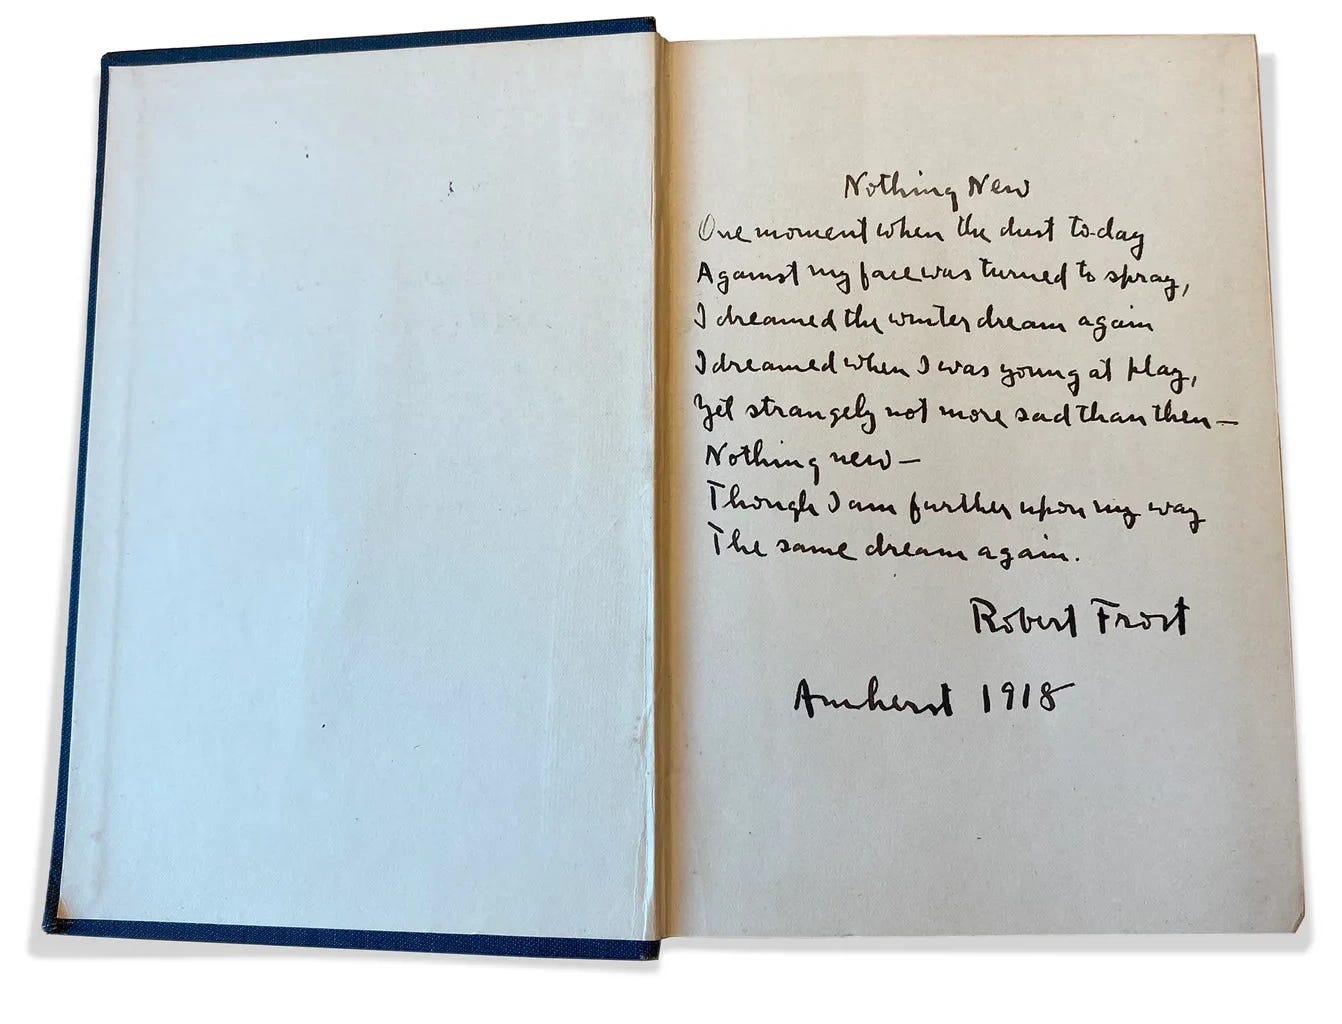 Nothing New
One moment when the dust to-day
Against my face was turned to spray,
I dreamed the winter dream again
I dreamed when I was young at play,
Yet strangely not more sad than then—
Nothing new—
Though I am further upon my way
The same dream again.
Robert Frost
Amherst 1918